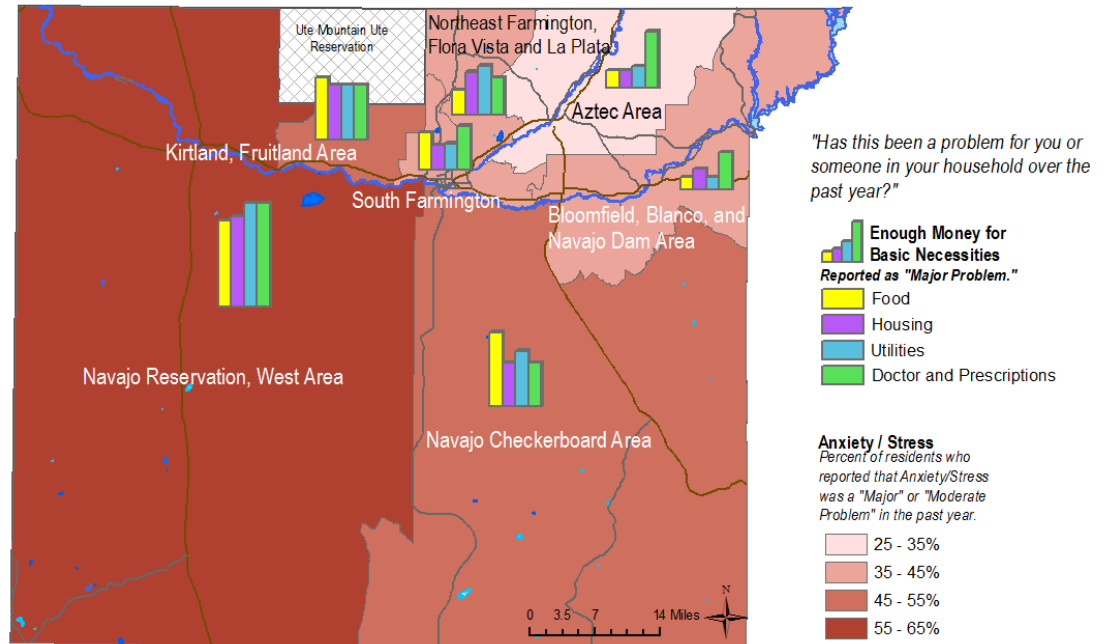 Ute Mountain Ute
Reservation
Northeast Farmington,
Flora Vista and La Plata
Aztec Area
Kirtland, Fruitland Area
South Farmington
Bloomfield, Blanco, and
Navajo Dam Area
Navajo Reservation, West Area
Navajo Checkerboard Area
0 3.5 7 14 Miles
N
"Has this been a problem for you or
someone in your household over the
past year?"
Enough Money for
Basic Necessities
Reported as "Major Problem."
Food
Housing
Utilities
Doctor and Prescriptions
Anxiety / Stress
Percent of residents who
reported that Anxiety/Stress
was a "Major" or "Moderate
Problem" in the past year.
25 - 35%
35 - 45%
45 - 55%
55 - 65%